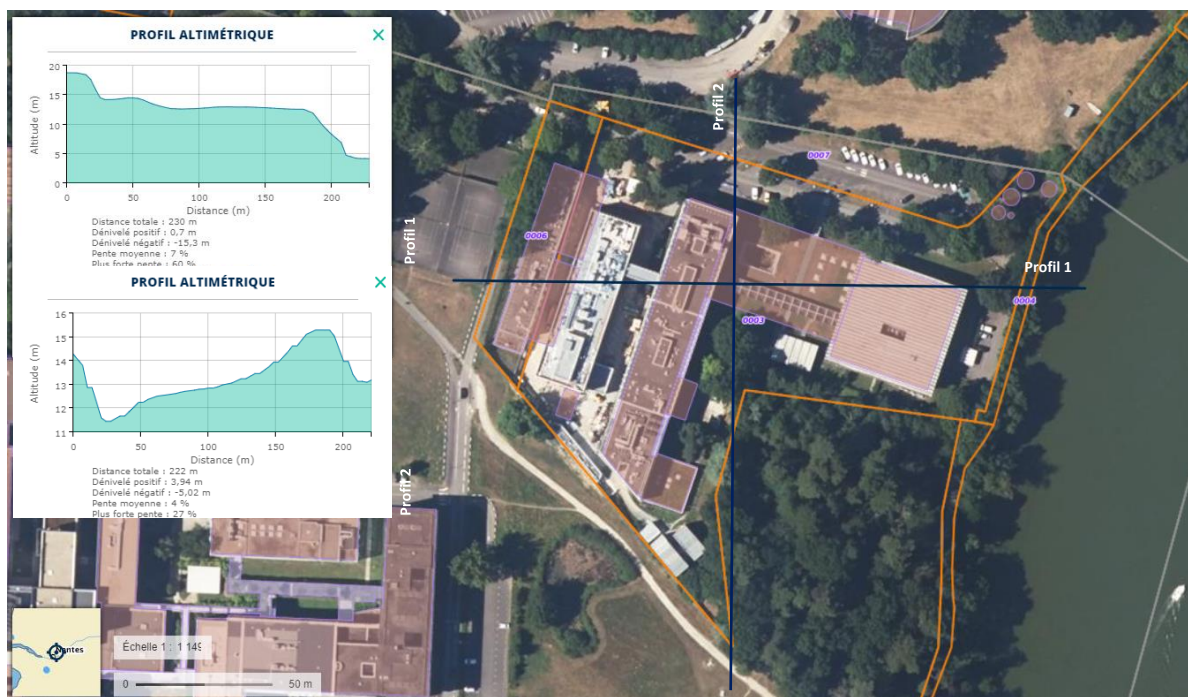 PROFIL ALTIMÉTRIQUE
20
15
10
5
0
Altitude (m)
0 50 100 150 200
Distance (m)
Distance totale : 230 m
Dénivelé positif : 0,7 m
Dénivelé négatif : -15,3 m
Pente moyenne : 7 %
Plus forte pente : 60 %
Profil 1
PROFIL ALTIMÉTRIQUE
16
15
14
13
12
11
Altitude (m)
0 50 100 150 200
Distance (m)
Distance totale : 222 m
Dénivelé positif : 3,94 m
Dénivelé négatif : -5,02 m
Pente moyenne : 4 %
Plus forte pente : 27 %
Profil 2
Profil 2
0007
0006
Profil 1
0004
0003
Nantes
Échelle 1 : 1 149
0 50 m